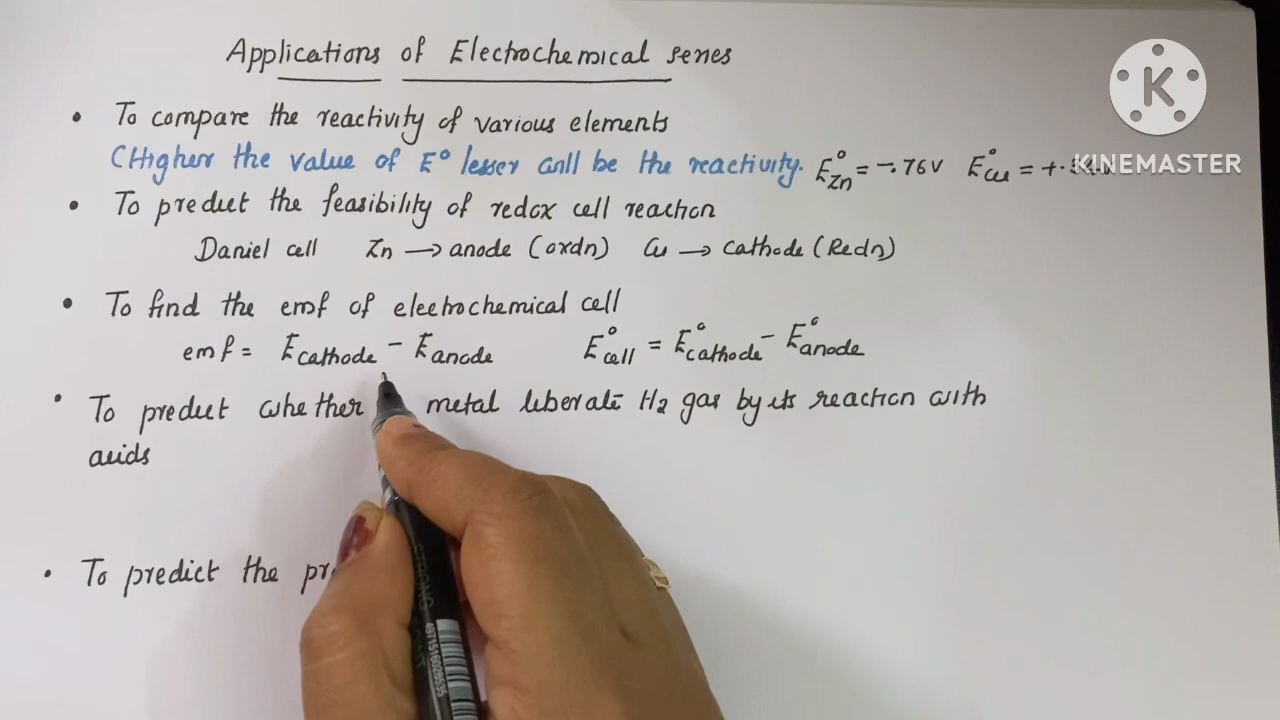 Applications of Electrochemical series
• To compare the reactivity of various elements
(Higher the value of E° lesser will be the reactivity. E°Zn = -.76V E°Cu = +.
KINEMASTER
• To predict the feasibility of redox cell reaction
Daniel cell Zn → anode (oxdn) Cu → cathode (Redn)
• To find the emf of electrochemical cell
emf = Ecathode - Eanode E°cell = E°cathode - E°anode
• To predict whether metal liberate H2 gas by its reaction with
acids
• To predict the
4971516028535